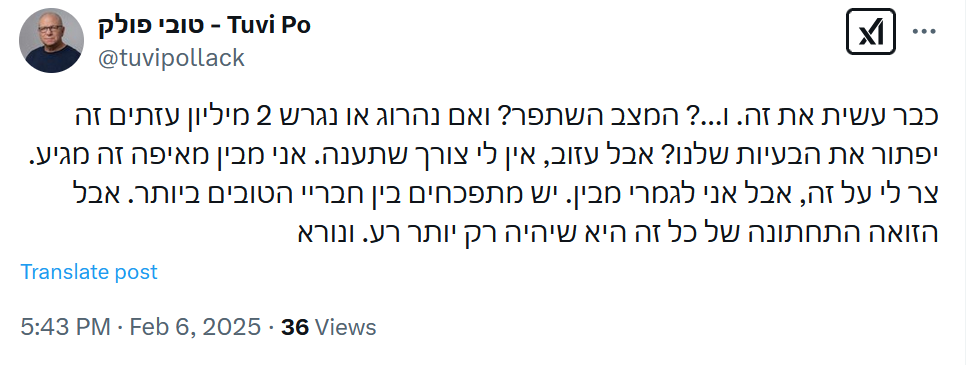 טובי פולק - Tuvi Po
@tuvipollack
כבר עשית את זה. ו...? המצב השתפר? ואם נהרוג או נגרש 2 מיליון עזתים זה
יפתור את הבעיות שלנו? אבל עזוב, אין לי צורך שתענה. אני מבין מאיפה זה מגיע.
צר לי על זה, אבל אני לגמרי מבין. יש מתפכחים בין חבריי הטובים ביותר. אבל
הזואה התחתונה של כל זה היא שיהיה רק יותר רע. ונורא
Translate post
5:43 PM · Feb 6, 2025 · 36 Views